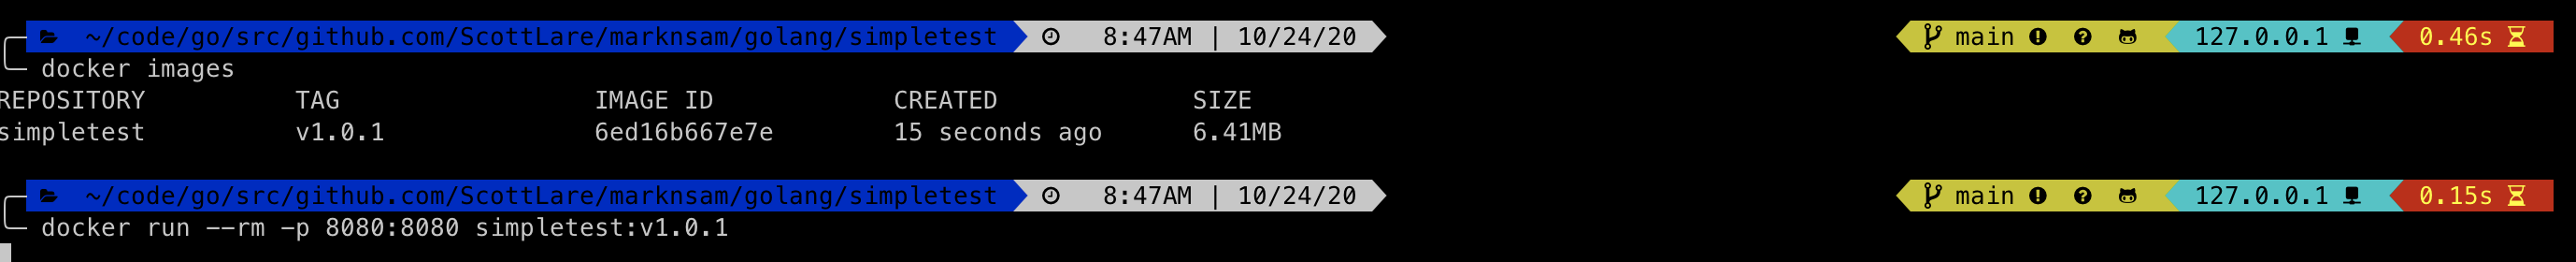 ~/code/go/src/github.com/ScottLare/marknsam/golang/simpletest 8:47AM | 10/24/20 main 127.0.0.1 0.46s
docker images
REPOSITORY TAG IMAGE ID CREATED SIZE
simpletest v1.0.1 6ed16b667e7e 15 seconds ago 6.41MB
~/code/go/src/github.com/ScottLare/marknsam/golang/simpletest 8:47AM | 10/24/20 main 127.0.0.1 0.15s
docker run --rm -p 8080:8080 simpletest:v1.0.1